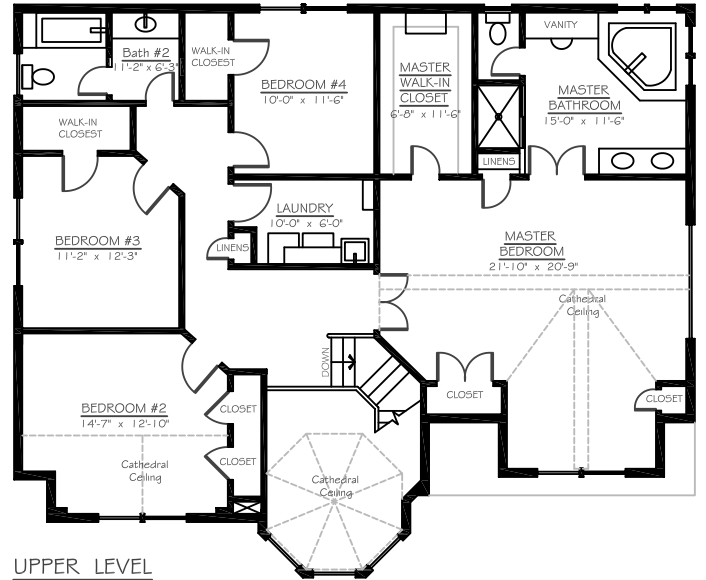 VANITY
Bath #2
11'-2" x 6'-3"
WALK-IN
CLOSEST
BEDROOM #4
10'-0" x 11'-6"
MASTER
WALK-IN
CLOSET
6'-8" x 11'-6"
MASTER
BATHROOM
15'-0" x 11'-6"
WALK-IN
CLOSEST
LINENS
LAUNDRY
10'-0" x 6'-0"
LINENS
BEDROOM #3
11'-2" x 12'-3"
MASTER
BEDROOM
21'-10" x 20'-9"
Cathedral
Ceiling
DOWN
CLOSET
CLOSET
BEDROOM #2
14'-7" x 12'-10"
CLOSET
CLOSET
Cathedral
Ceiling
Cathedral
Ceiling
UPPER LEVEL